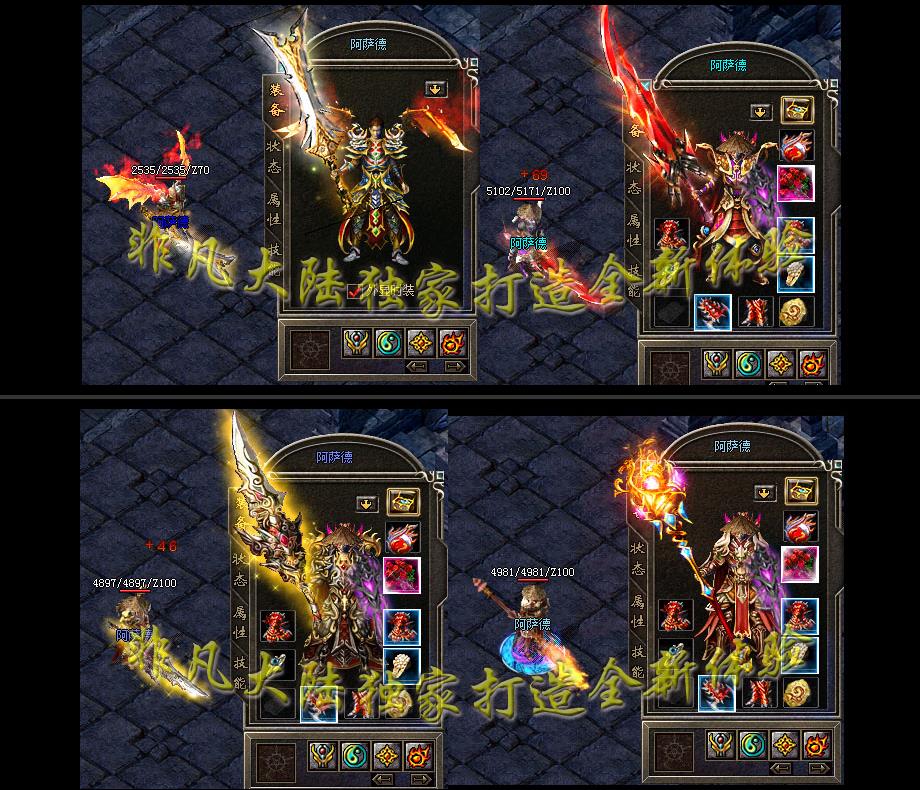 阿萨德
阿萨德
装备
状态
属性
技能
2535/2535/Z70
阿萨德
外显时装
+69
5102/5171/Z100
阿萨德
备
状态
属性
技能
非凡大陆独家打造全新体验
阿萨德
阿萨德
装备
状态
属性
技能
+46
4897/4897/Z100
阿萨德
4981/4981/Z100
阿萨德
状态
属性
技能
非凡大陆独家打造全新体验